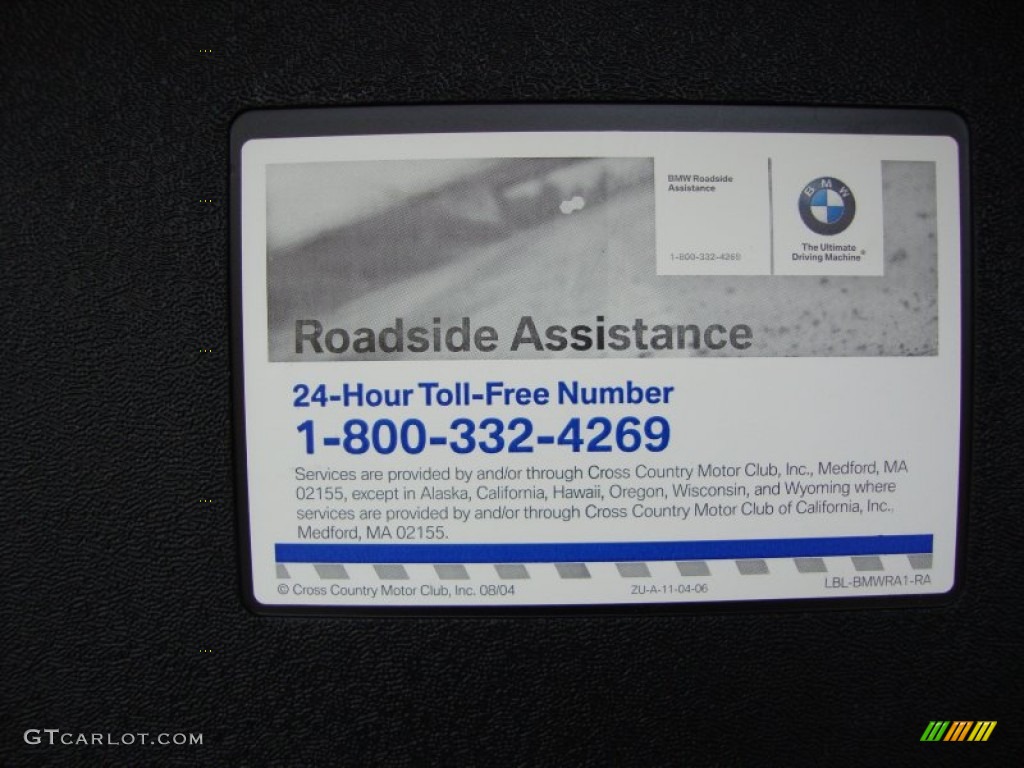 BMW Roadside
Assistance
1-800-332-4269
BMW
The Ultimate
Driving Machine®
Roadside Assistance
24-Hour Toll-Free Number
1-800-332-4269
Services are provided by and/or through Cross Country Motor Club, Inc., Medford, MA
02155, except in Alaska, California, Hawaii, Oregon, Wisconsin, and Wyoming where
services are provided by and/or through Cross Country Motor Club of California, Inc.,
Medford, MA 02155.
© Cross Country Motor Club, Inc. 08/04
ZU-A-11-04-06
LBL-BMWRA1-RA
GTCARLOT.COM